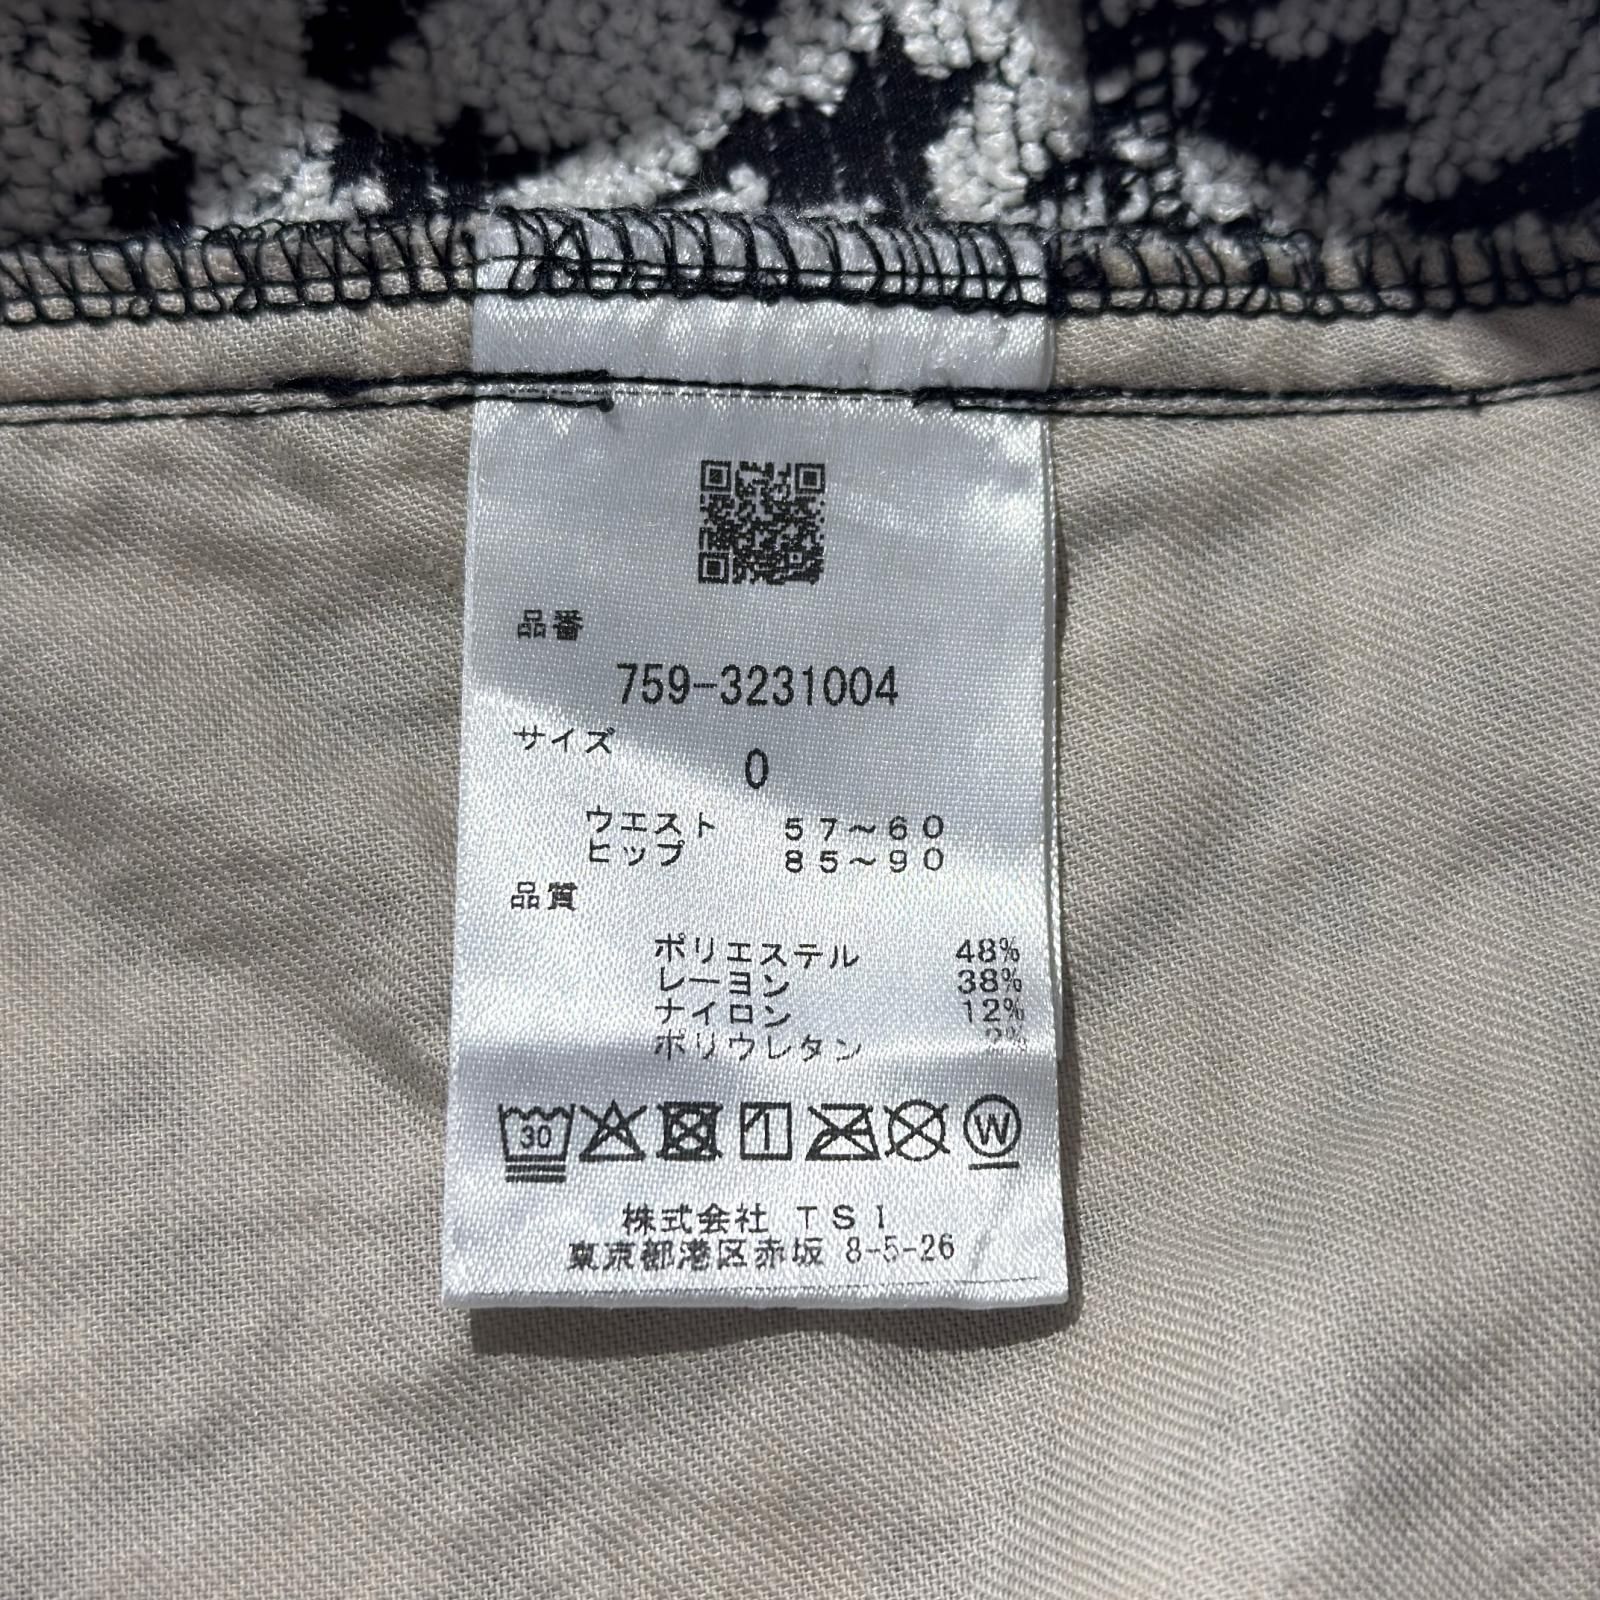 品番
759-3231004
サイズ
0
ウエスト 57~60
ヒップ 85~90
品質
ポリエステル 48%
レーヨン 38%
ナイロン 12%
ポリウレタン 2%
30
W
株式会社 TSI
東京都港区赤坂 8-5-26